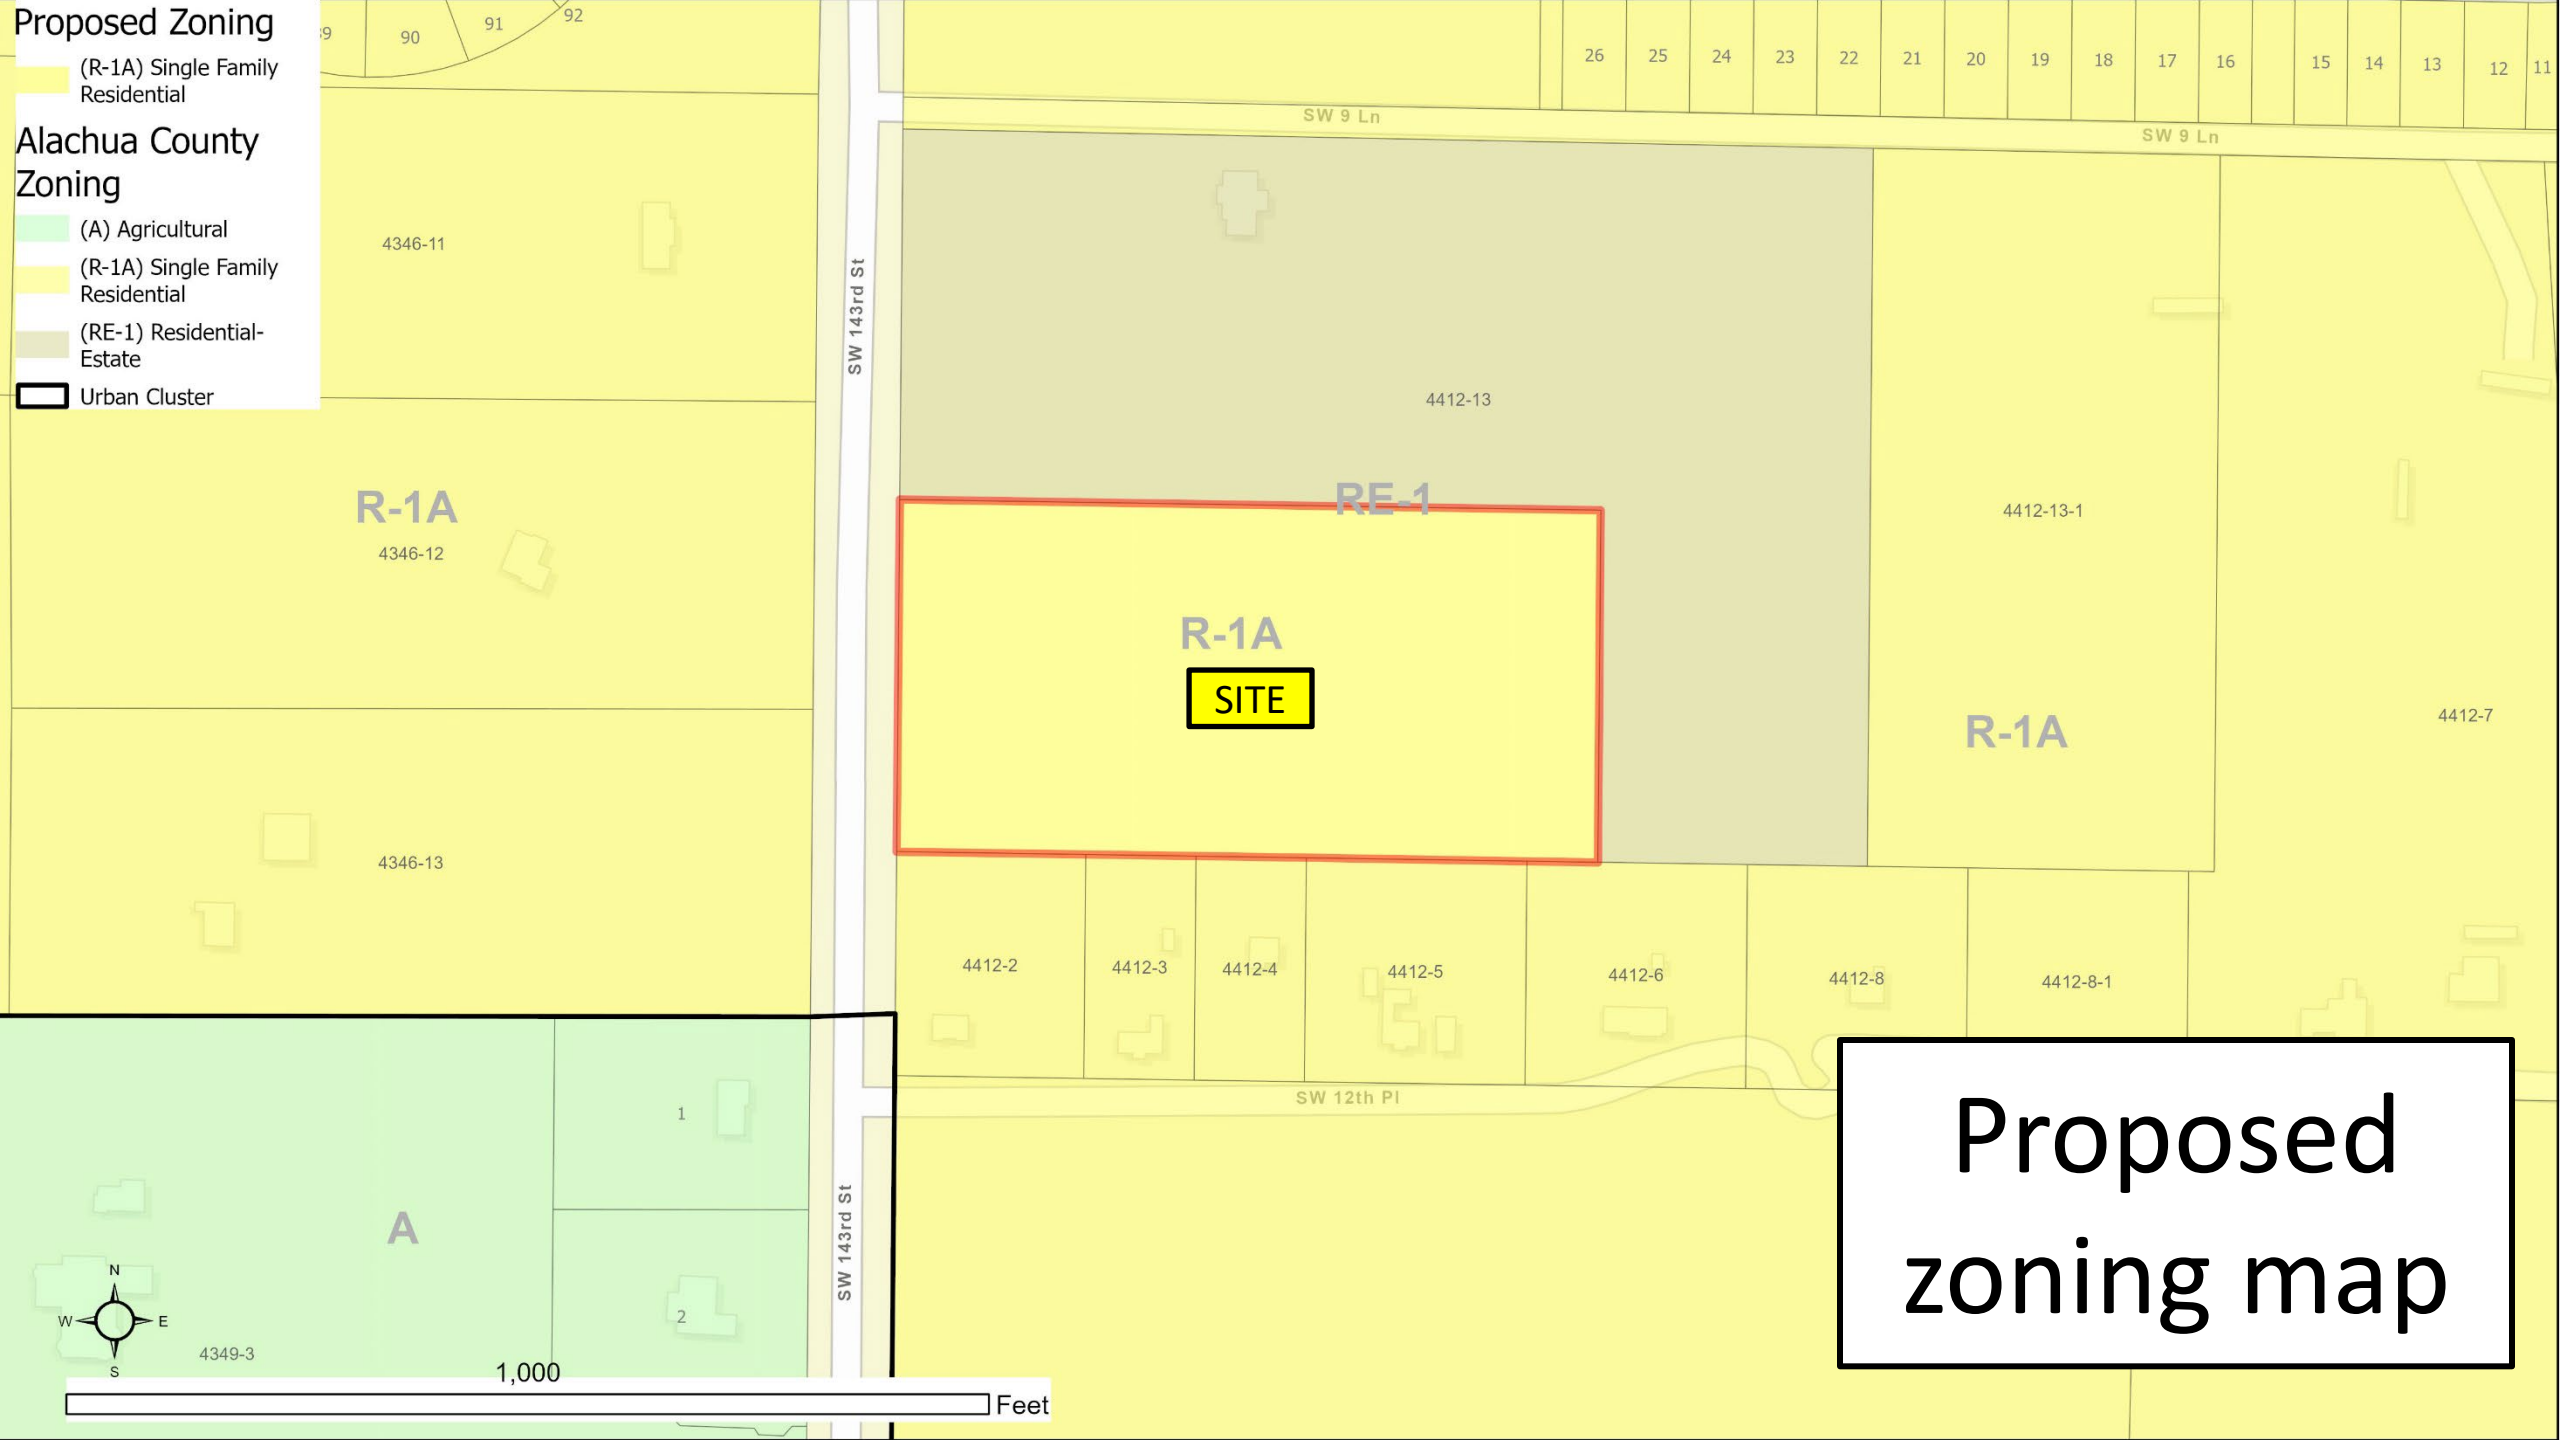 Proposed Zoning
(R-1A) Single Family
Residential
Alachua County
Zoning
(A) Agricultural
(R-1A) Single Family
Residential
(RE-1) Residential-
Estate
Urban Cluster
90
91
92
26
25
24
23
22
21
20
19
18
17
16
15
14
13
12
11
SW 9 Ln
SW 9 Ln
4346-11
SW 143rd St
4412-13
RE-1
R-1A
4346-12
4412-13-1
R-1A
SITE
R-1A
4412-7
4346-13
4412-2
4412-3
4412-4
4412-5
4412-6
4412-8
4412-8-1
SW 12th Pl
1
A
2
SW 143rd St
N
W
E
S
4349-3
1,000
Feet
Proposed
zoning map